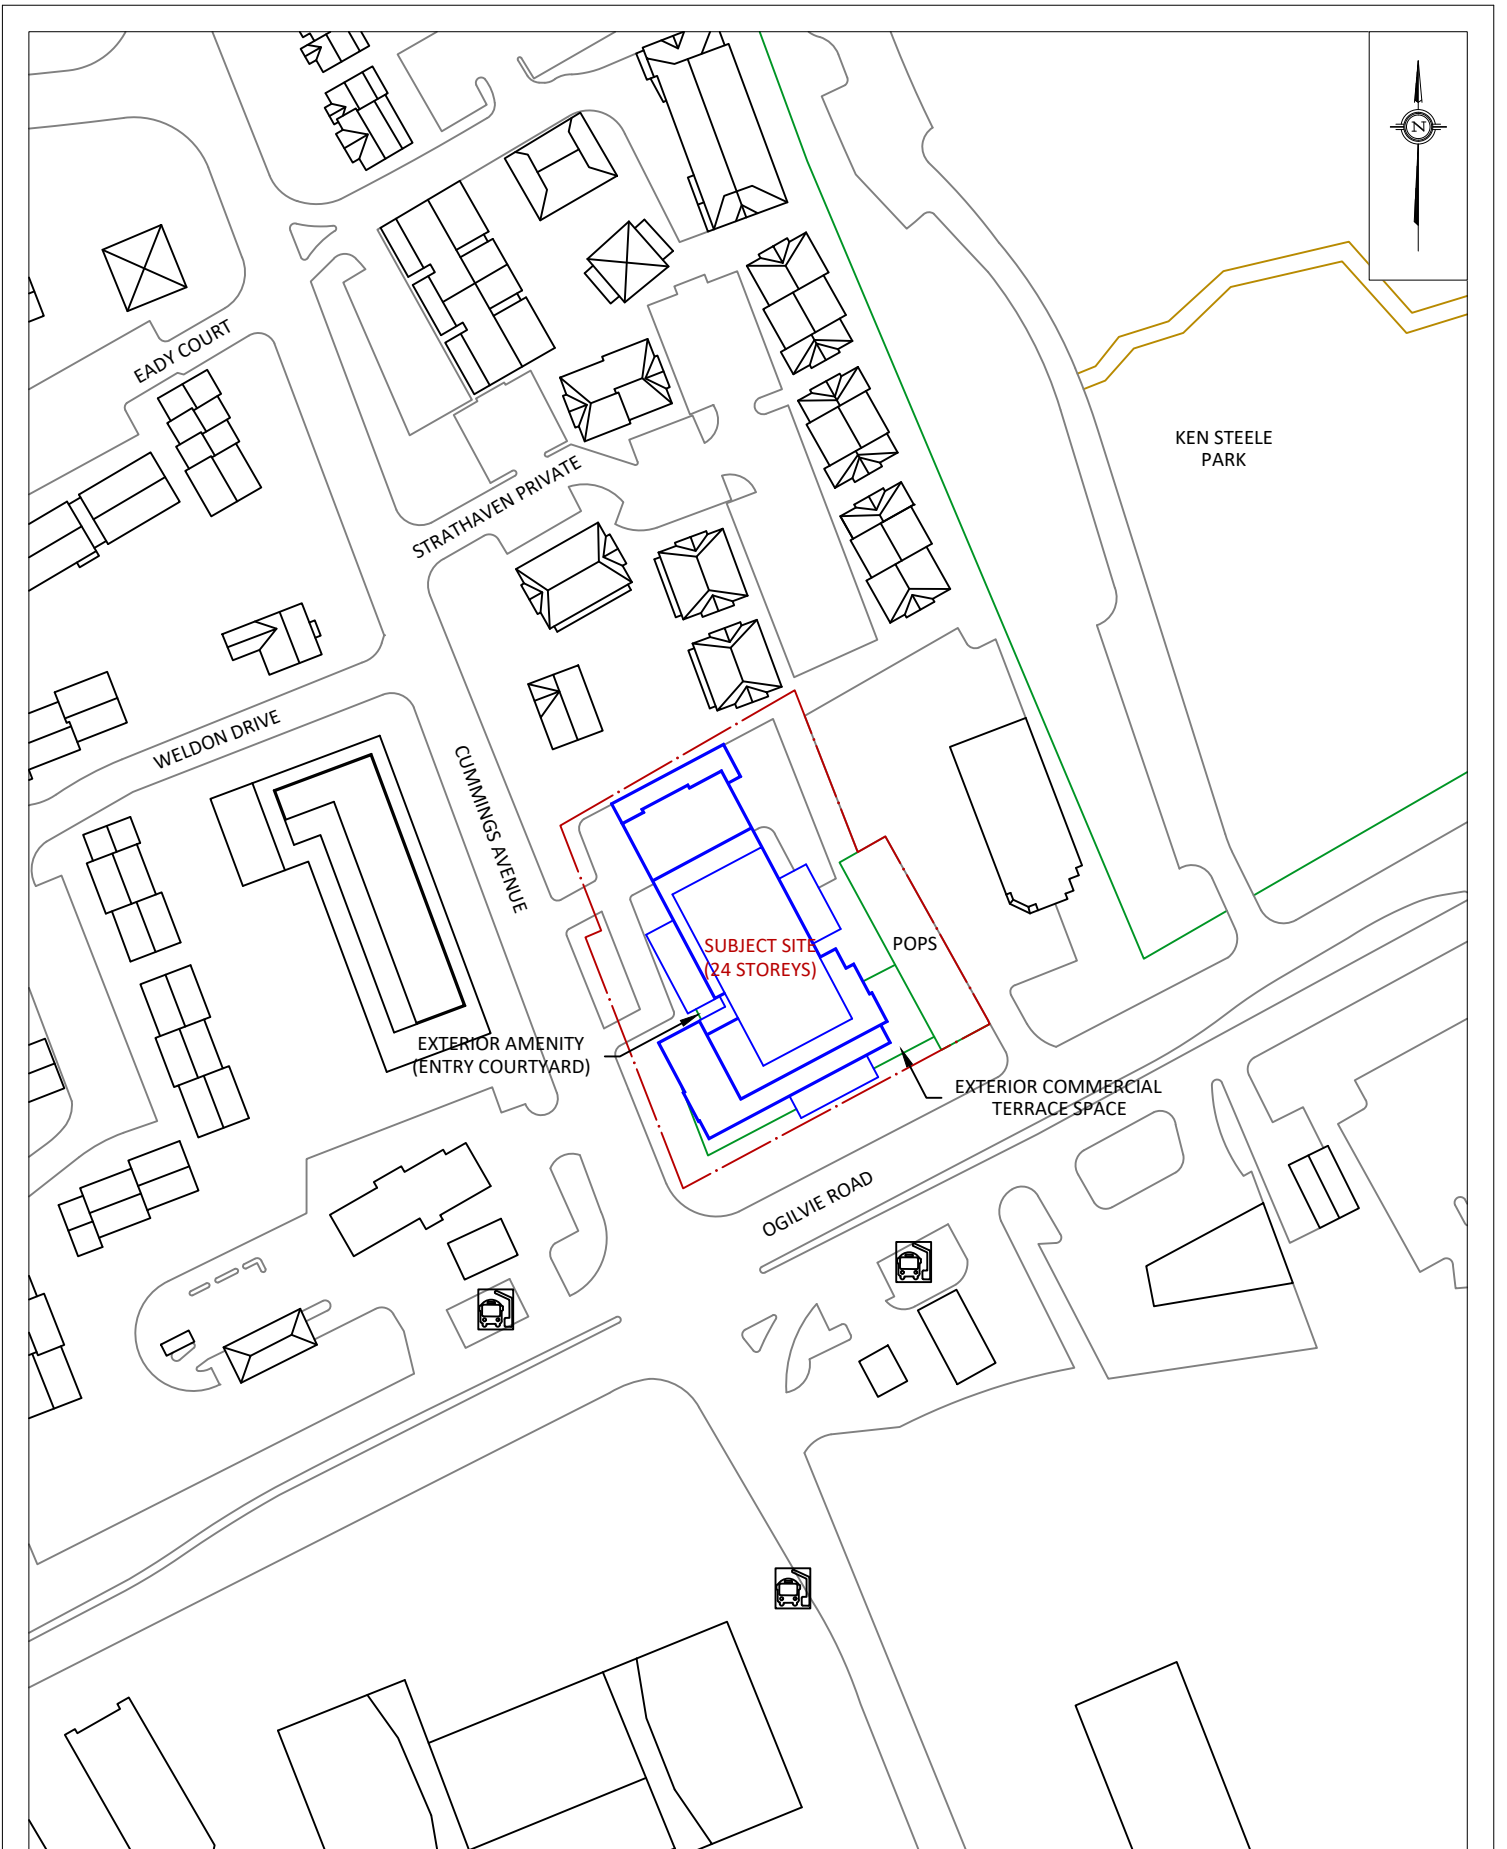 N
EADY COURT
KEN STEELE
PARK
STRATHAVEN PRIVATE
WELDON DRIVE
CUMMINGS AVENUE
SUBJECT SITE
(24 STOREYS)
POPS
EXTERIOR AMENITY
(ENTRY COURTYARD)
EXTERIOR COMMERCIAL
TERRACE SPACE
OGILVIE ROAD